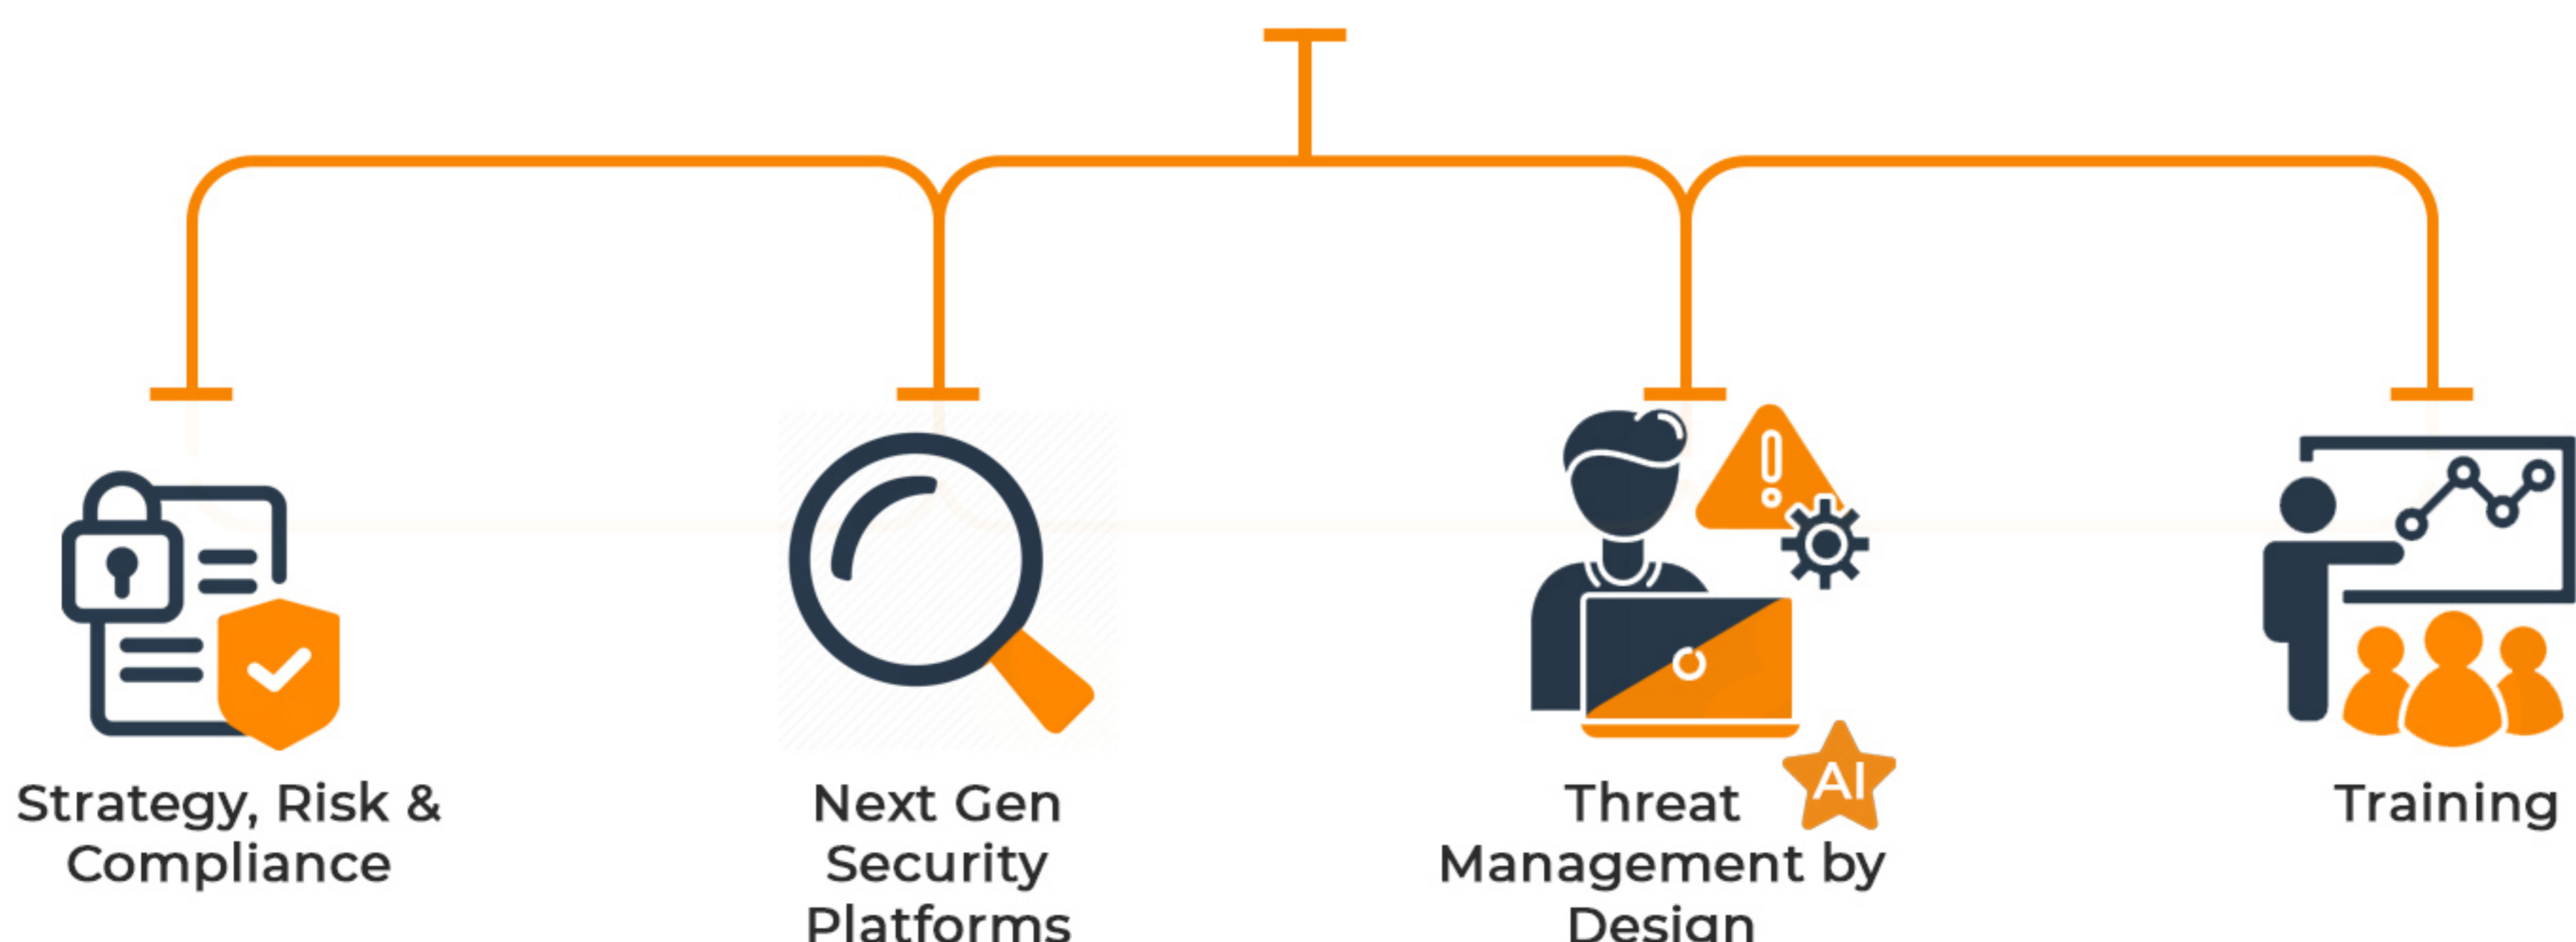 Strategy, Risk &
Compliance
Next Gen
Security
Platforms
AI
Threat
Management by
Design
Training